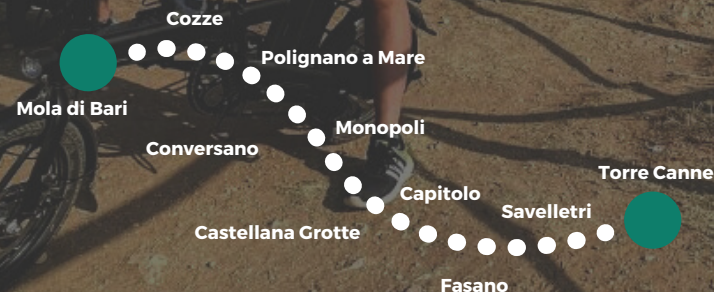 Cozze
Polignano a Mare
Mola di Bari
Monopoli
Conversano
Torre Canne
Capitolo
Savelletri
Castellana Grotte
Fasano